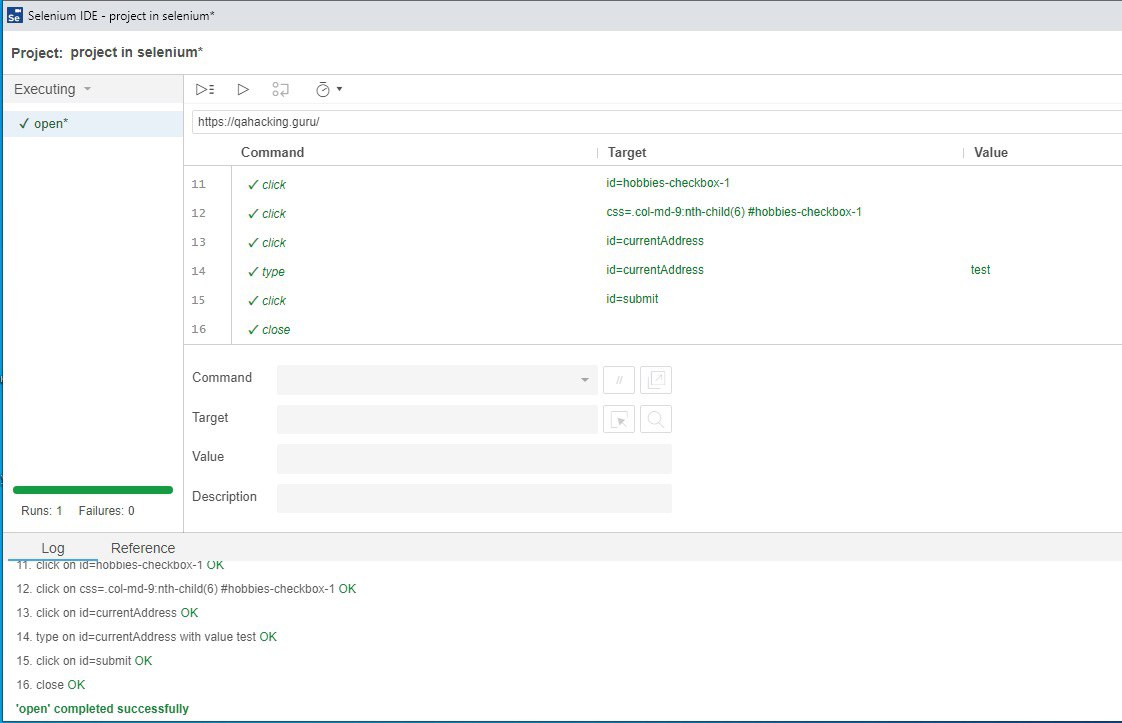 Selenium IDE - project in selenium*
Project: project in selenium*
Executing
✓ open*
https://qahacking.guru/
Command Target Value
11 ✓ click id=hobbies-checkbox-1
12 ✓ click css=.col-md-9:nth-child(6) #hobbies-checkbox-1
13 ✓ click id=currentAddress
14 ✓ type id=currentAddress test
15 ✓ click id=submit
16 ✓ close
Command //
Target
Value
Description
Runs: 1 Failures: 0
Log Reference
11. click on id=hobbies-checkbox-1 OK
12. click on css=.col-md-9:nth-child(6) #hobbies-checkbox-1 OK
13. click on id=currentAddress OK
14. type on id=currentAddress with value test OK
15. click on id=submit OK
16. close OK
'open' completed successfully